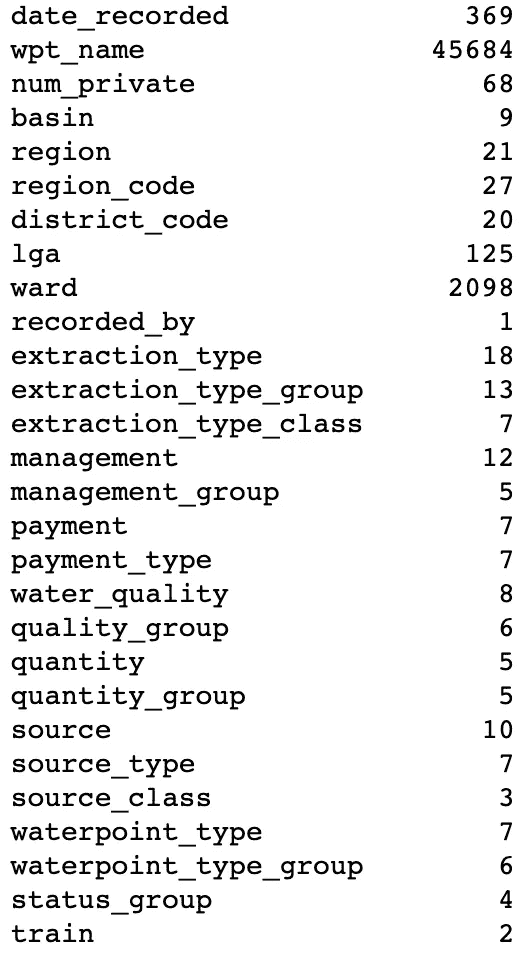 date_recorded 369
wpt_name 45684
num_private 68
basin 9
region 21
region_code 27
district_code 20
lga 125
ward 2098
recorded_by 1
extraction_type 18
extraction_type_group 13
extraction_type_class 7
management 12
management_group 5
payment 7
payment_type 7
water_quality 8
quality_group 6
quantity 5
quantity_group 5
source 10
source_type 7
source_class 3
waterpoint_type 7
waterpoint_type_group 6
status_group 4
train 2